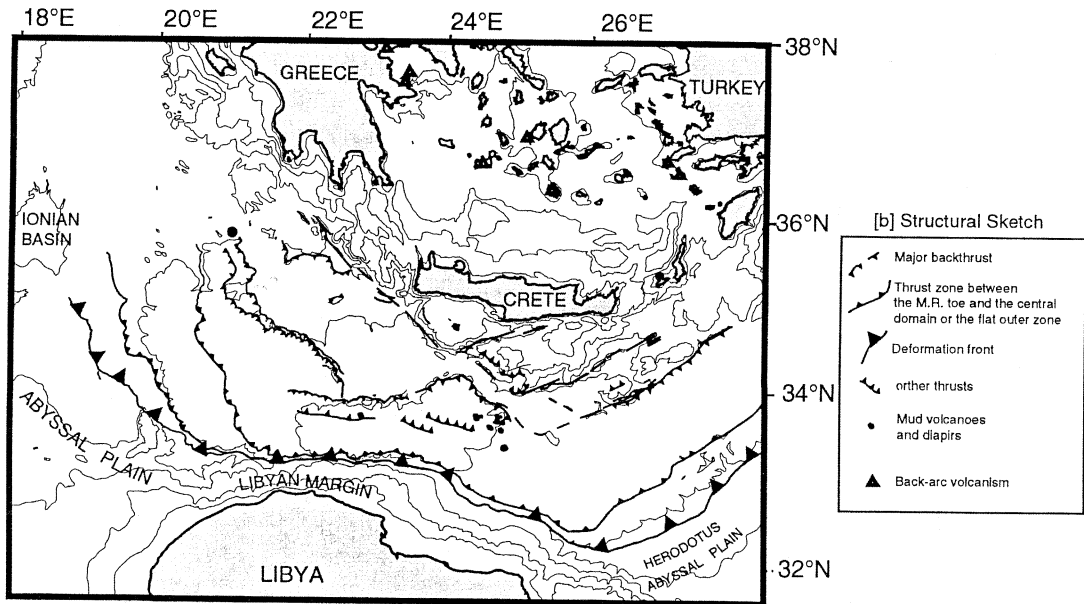 18°E 20°E 22°E 24°E 26°E
38°N
GREECE
TURKEY
36°N
IONIAN
BASIN
CRETE
34°N
ABYSSAL PLAIN
LIBYAN MARGIN
HERODOTUS
ABYSSAL PLAIN
32°N
LIBYA
[b] Structural Sketch
Major backthrust
Thrust zone between
the M.R. toe and the central
domain or the flat outer zone
Deformation front
orther thrusts
Mud volcanoes
and diapirs
Back-arc volcanism